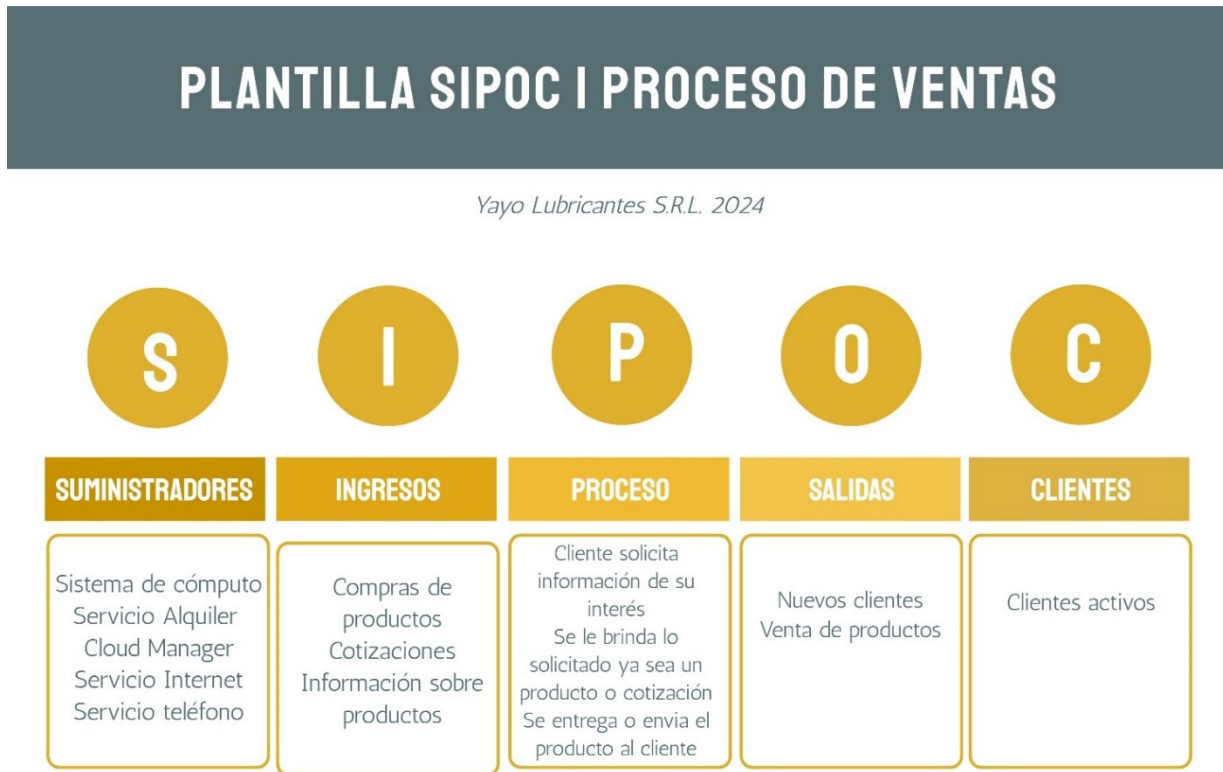 PLANTILLA SIPOC | PROCESO DE VENTAS
Yayo Lubricantes S.R.L. 2024
S
I
P
O
C
SUMINISTRADORES
INGRESOS
PROCESO
SALIDAS
CLIENTES
Sistema de cómputo
Servicio Alquiler
Cloud Manager
Servicio Internet
Servicio teléfono
Compras de
productos
Cotizaciones
Información sobre
productos
Cliente solicita
información de su
interés
Se le brinda lo
solicitado ya sea un
producto o cotización
Se entrega o envia el
producto al cliente
Nuevos clientes
Venta de productos
Clientes activos